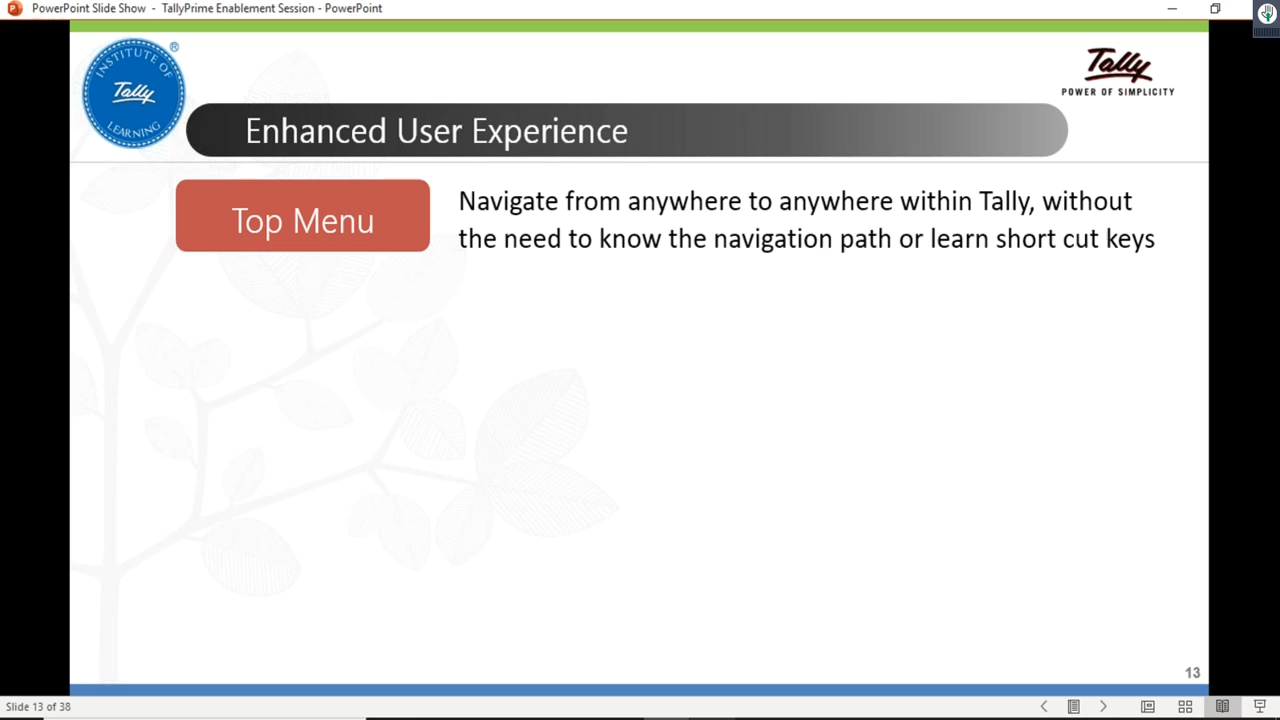 PowerPoint Slide Show - TallyPrime Enablement Session - PowerPoint
INSTITUTE OF
Tally
LEARNING
®
Tally
POWER OF SIMPLICITY
Enhanced User Experience
Top Menu
Navigate from anywhere to anywhere within Tally, without
the need to know the navigation path or learn short cut keys
13
Slide 13 of 38